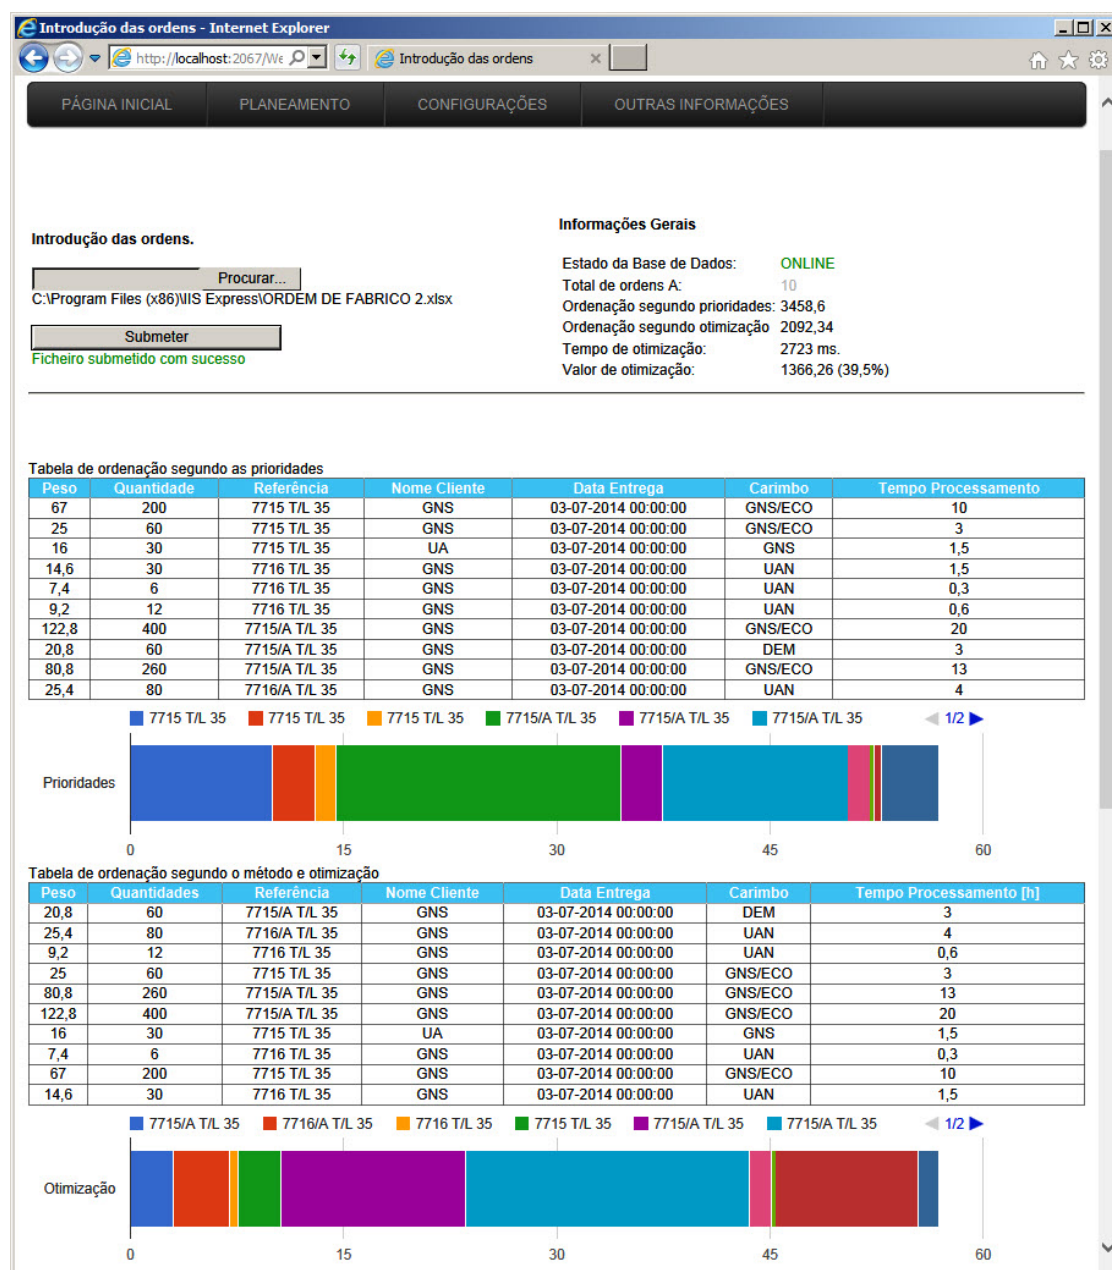 Introdução das ordens - Internet Explorer
http://localhost:2067/We Introdução das ordens
PÁGINA INICIAL PLANEAMENTO CONFIGURAÇÕES OUTRAS INFORMAÇÕES
Introdução das ordens.
Procurar...
C:\Program Files (x86)\IIS Express\ORDEM DE FABRICO 2.xlsx
Submeter
Ficheiro submetido com sucesso
Informações Gerais
Estado da Base de Dados: ONLINE
Total de ordens A: 10
Ordenação segundo prioridades: 3458,6
Ordenação segundo otimização 2092,34
Tempo de otimização: 2723 ms.
Valor de otimização: 1366,26 (39,5%)
Tabela de ordenação segundo as prioridades
Peso Quantidade Referência Nome Cliente Data Entrega Carimbo Tempo Processamento
67 200 7715 T/L 35 GNS 03-07-2014 00:00:00 GNS/ECO 10
25 60 7715 T/L 35 GNS 03-07-2014 00:00:00 GNS/ECO 3
16 30 7715 T/L 35 UA 03-07-2014 00:00:00 GNS 1,5
14,6 30 7716 T/L 35 GNS 03-07-2014 00:00:00 UAN 1,5
7,4 6 7716 T/L 35 GNS 03-07-2014 00:00:00 UAN 0,3
9,2 12 7716 T/L 35 GNS 03-07-2014 00:00:00 UAN 0,6
122,8 400 7715/A T/L 35 GNS 03-07-2014 00:00:00 GNS/ECO 20
20,8 60 7715/A T/L 35 GNS 03-07-2014 00:00:00 DEM 3
80,8 260 7715/A T/L 35 GNS 03-07-2014 00:00:00 GNS/ECO 13
25,4 80 7716/A T/L 35 GNS 03-07-2014 00:00:00 UAN 4
7715 T/L 35 7715 T/L 35 7715 T/L 35 7715/A T/L 35 7715/A T/L 35 7715/A T/L 35 1/2
Prioridades
0 15 30 45 60
Tabela de ordenação segundo o método e otimização
Peso Quantidades Referência Nome Cliente Data Entrega Carimbo Tempo Processamento [h]
20,8 60 7715/A T/L 35 GNS 03-07-2014 00:00:00 DEM 3
25,4 80 7716/A T/L 35 GNS 03-07-2014 00:00:00 UAN 4
9,2 12 7716 T/L 35 GNS 03-07-2014 00:00:00 UAN 0,6
25 60 7715 T/L 35 GNS 03-07-2014 00:00:00 GNS/ECO 3
80,8 260 7715/A T/L 35 GNS 03-07-2014 00:00:00 GNS/ECO 13
122,8 400 7715/A T/L 35 GNS 03-07-2014 00:00:00 GNS/ECO 20
16 30 7715 T/L 35 UA 03-07-2014 00:00:00 GNS 1,5
7,4 6 7716 T/L 35 GNS 03-07-2014 00:00:00 UAN 0,3
67 200 7715 T/L 35 GNS 03-07-2014 00:00:00 GNS/ECO 10
14,6 30 7716 T/L 35 GNS 03-07-2014 00:00:00 UAN 1,5
7715/A T/L 35 7716/A T/L 35 7716 T/L 35 7715 T/L 35 7715/A T/L 35 7715/A T/L 35 1/2
Otimização
0 15 30 45 60